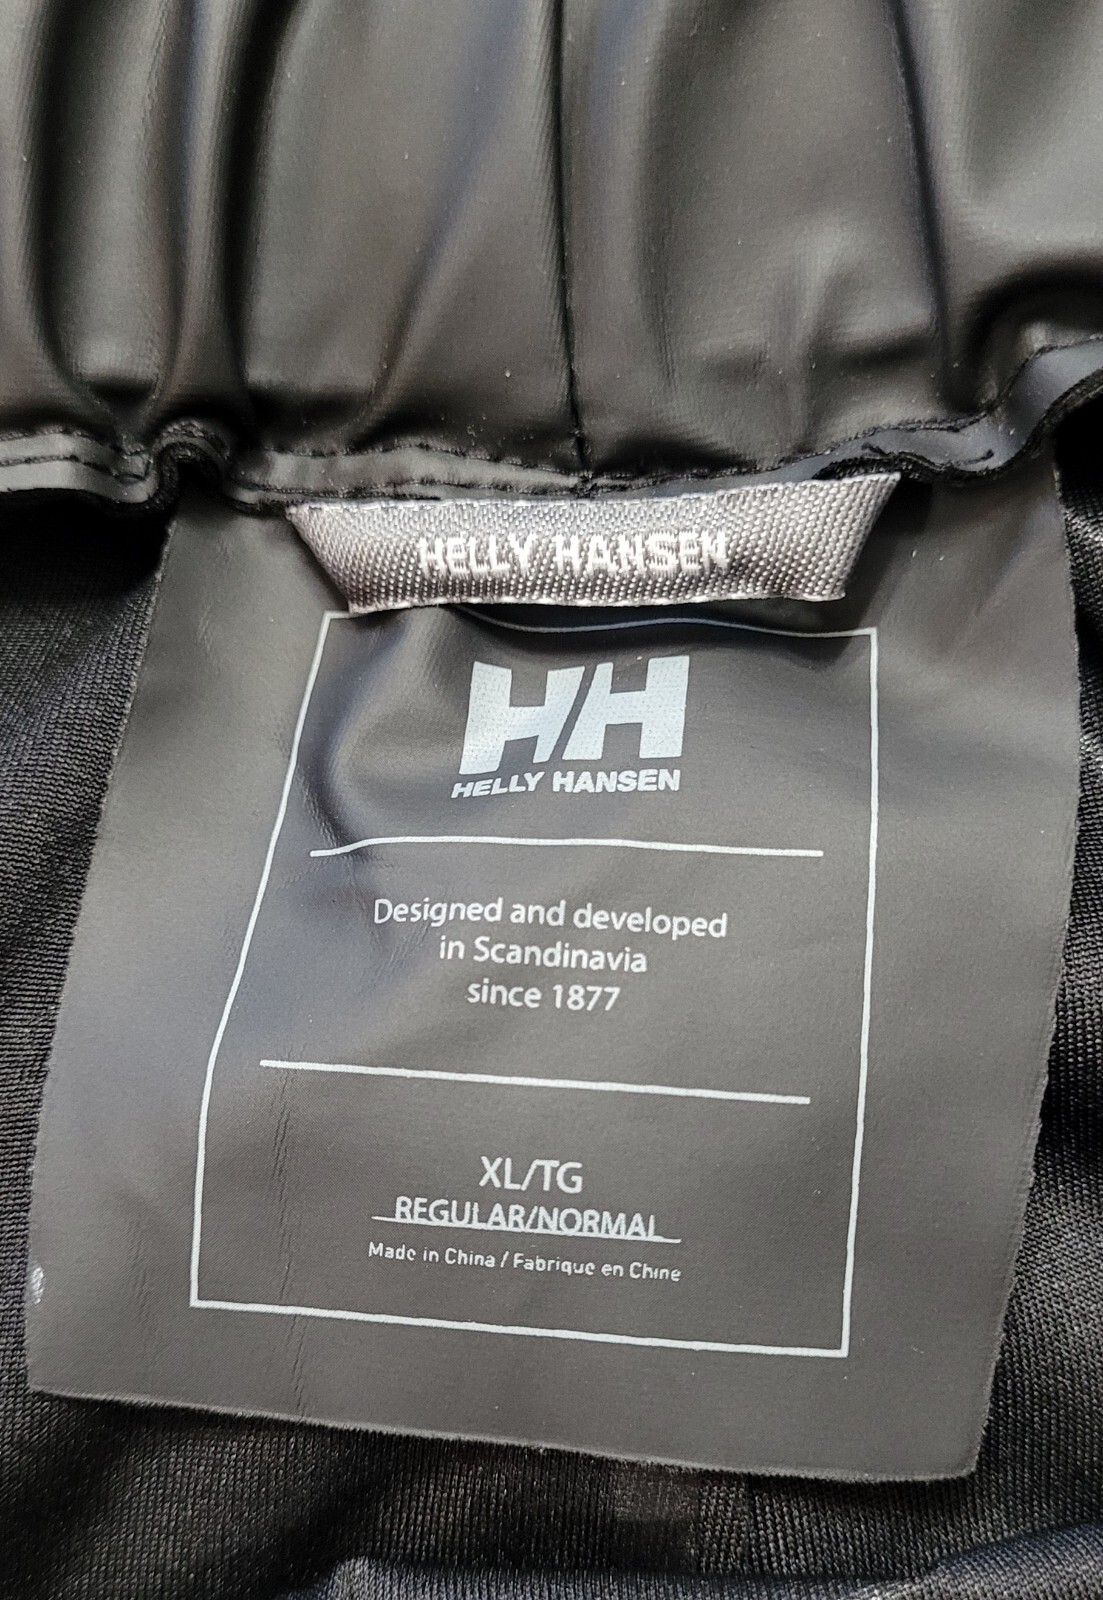 HELLY HANSEN
HH
HELLY HANSEN
Designed and developed
in Scandinavia
since 1877
XL/TG
REGULAR/NORMAL
Made in China / Fabrique en Chine